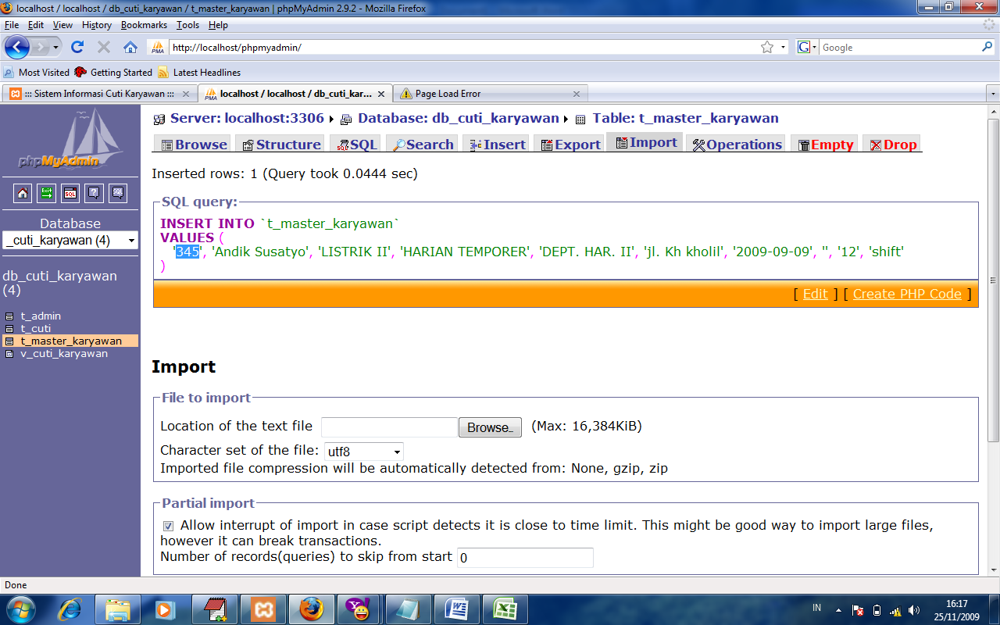 localhost / localhost / db_cuti_karyawan / t_master_karyawan | phpMyAdmin 2.9.2 - Mozilla Firefox
File Edit View History Bookmarks Tools Help
PMA http://localhost/phpmyadmin/ G Google
Most Visited Getting Started Latest Headlines
::: Sistem Informasi Cuti Karyawan ::: PMA localhost / localhost / db_cuti_kar... Page Load Error
phpMyAdmin
Exit SQL ? SQL
Database
_cuti_karyawan (4)
db_cuti_karyawan
(4)
t_admin
t_cuti
t_master_karyawan
v_cuti_karyawan
Server: localhost:3306 Database: db_cuti_karyawan Table: t_master_karyawan
Browse Structure SQL Search Insert Export Import Operations Empty Drop
Inserted rows: 1 (Query took 0.0444 sec)
SQL query:
INSERT INTO `t_master_karyawan`
VALUES (
'345', 'Andik Susatyo', 'LISTRIK II', 'HARIAN TEMPORER', 'DEPT. HAR. II', 'jl. Kh kholil', '2009-09-09', '', '12', 'shift'
)
[ Edit ] [ Create PHP Code ]
Import
File to import
Location of the text file Browse... (Max: 16,384KiB)
Character set of the file: utf8
Imported file compression will be automatically detected from: None, gzip, zip
Partial import
Allow interrupt of import in case script detects it is close to time limit. This might be good way to import large files,
however it can break transactions.
Number of records(queries) to skip from start 0
Done
IN 16:17
25/11/2009